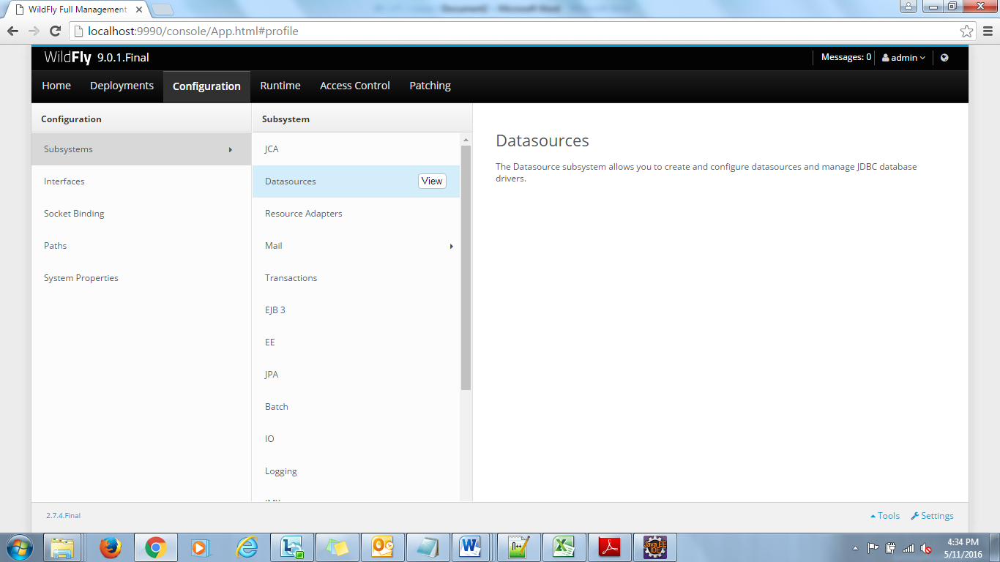 WildFly Full Management
localhost:9990/console/App.html#profile
WildFly 9.0.1.Final
Messages: 0
admin
Home
Deployments
Configuration
Runtime
Access Control
Patching
Configuration
Subsystems
Interfaces
Socket Binding
Paths
System Properties
Subsystem
JCA
Datasources
View
Resource Adapters
Mail
Transactions
EJB 3
EE
JPA
Batch
IO
Logging
Datasources
The Datasource subsystem allows you to create and configure datasources and manage JDBC database
drivers.
2.7.4.Final
Tools
Settings
Java EE
IDE
4:34 PM
5/11/2016